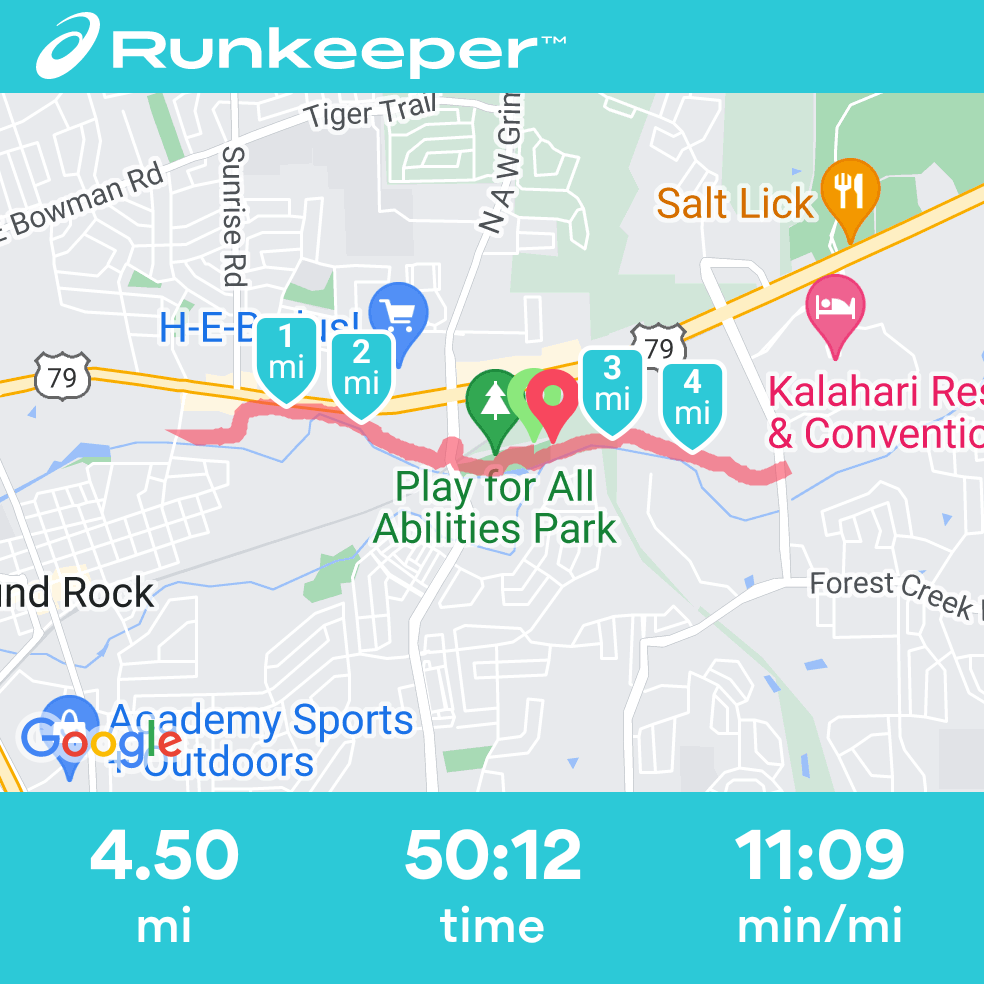 Runkeeper™
Tiger Trail
N A W Grim
E Bowman Rd
Sunrise Rd
Salt Lick
H-E-B plus!
1
mi
2
mi
79
79
3
mi
4
mi
Kalahari Res
& Conventio
Play for All
Abilities Park
und Rock
Forest Creek
Academy Sports
+ Outdoors
Google
4.50
50:12
11:09
mi
time
min/mi